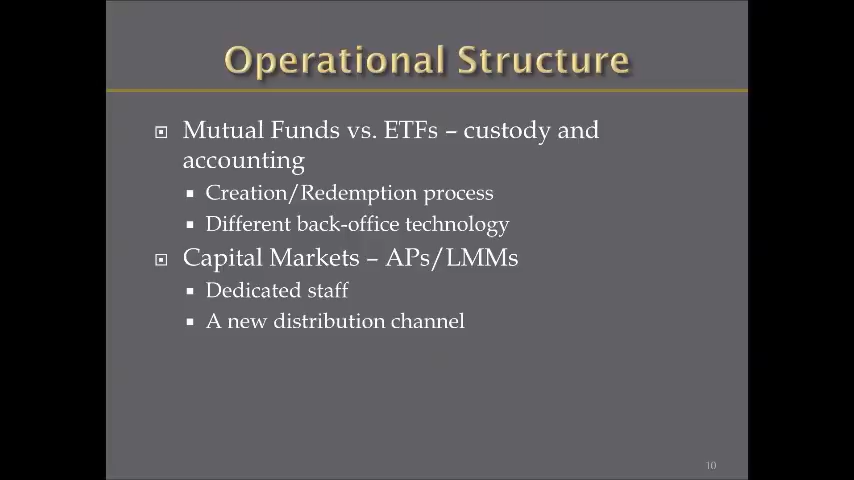 Operational Structure
Mutual Funds vs. ETFs – custody and
accounting
Creation/Redemption process
Different back-office technology
Capital Markets – APs/LMMs
Dedicated staff
A new distribution channel
10